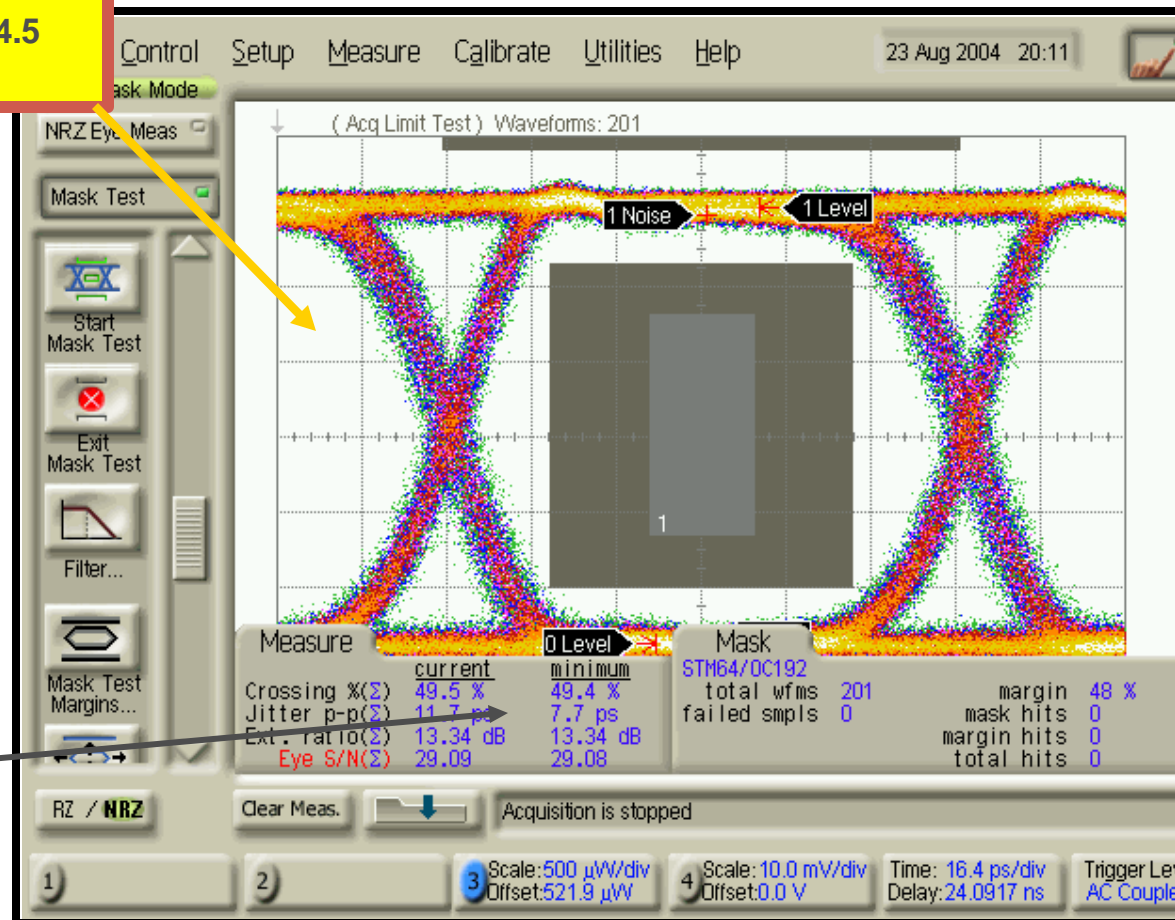 4.5
Control Setup Measure Calibrate Utilities Help 23 Aug 2004 20:11
Mode
NRZ Eye Meas
( Acq Limit Test ) Waveforms: 201
Mask Test
1 Noise
1 Level
Start
Mask Test
Exit
Mask Test
1
Filter...
0 Level
Measure
current minimum
Crossing %(Σ) 49.5 % 49.4 %
Jitter p-p(Σ) 11.7 ps 7.7 ps
Ext. ratio(Σ) 13.34 dB 13.34 dB
Eye S/N(Σ) 29.09 29.08
Mask
STM64/OC192
total wfms 201 margin 48 %
failed smpls 0 mask hits 0
margin hits 0
total hits 0
Mask Test
Margins...
RZ / NRZ
Clear Meas.
Acquisition is stopped
1) 2)
3 Scale:500 µW/div
Offset:521.9 µW
4 Scale:10.0 mV/div
Offset:0.0 V
Time: 16.4 ps/div
Delay:24.0917 ns
Trigger
AC